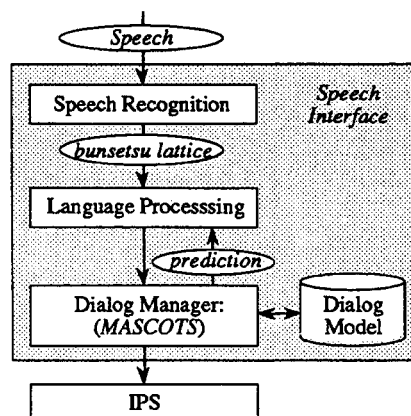 Speech
Speech
Interface
Speech Recognition
bunsetsu lattice
Language Processsing
prediction
Dialog Manager:
(MASCOTS)
Dialog
Model
IPS